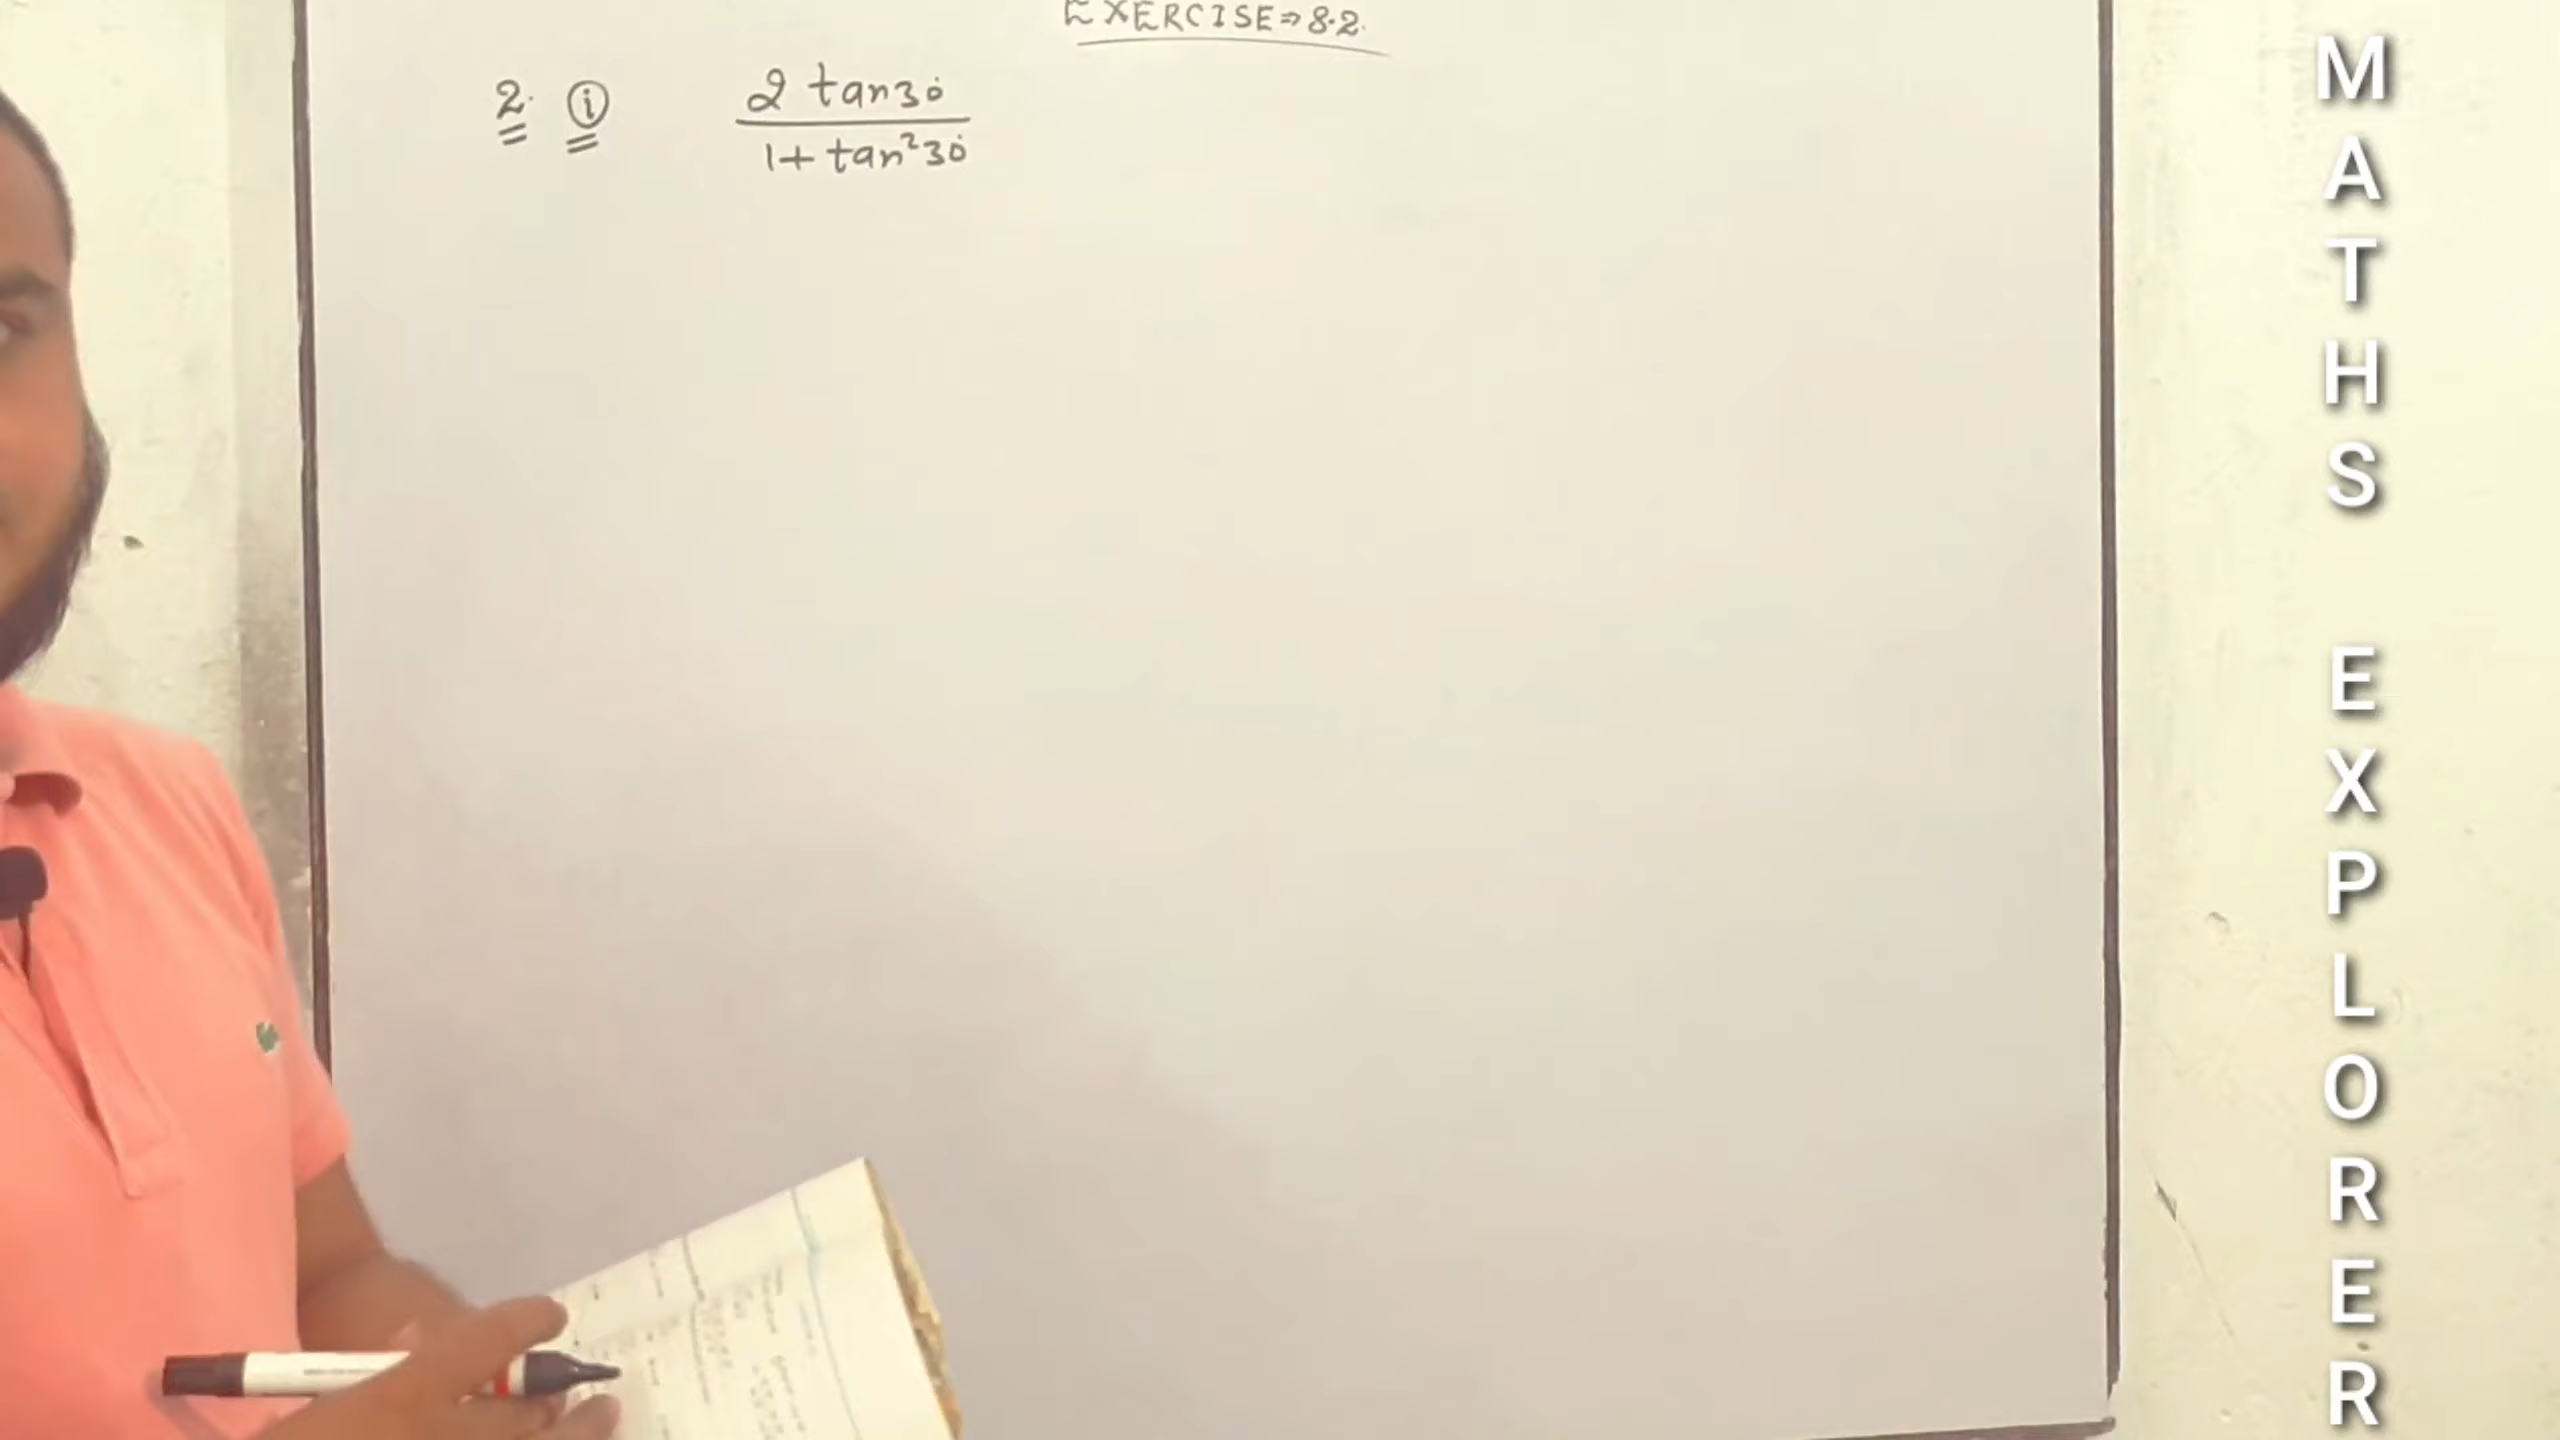 EXERCISE⇒8.2.
2. (i) 2 tan30° / 1+ tan²30°
MATHS EXPLORER